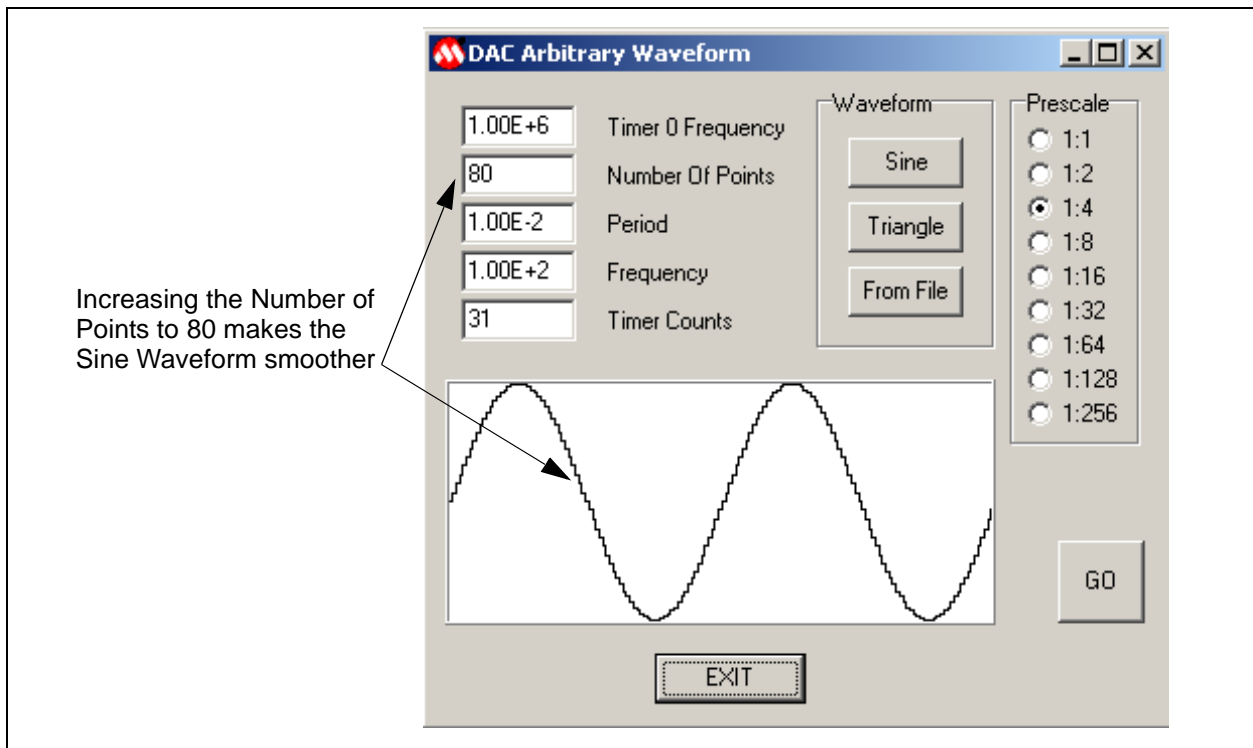 DAC Arbitrary Waveform
1.00E+6 Timer 0 Frequency
80 Number Of Points
1.00E-2 Period
1.00E+2 Frequency
31 Timer Counts
Waveform
Sine
Triangle
From File
Prescale
1:1
1:2
1:4
1:8
1:16
1:32
1:64
1:128
1:256
Increasing the Number of
Points to 80 makes the
Sine Waveform smoother
GO
EXIT